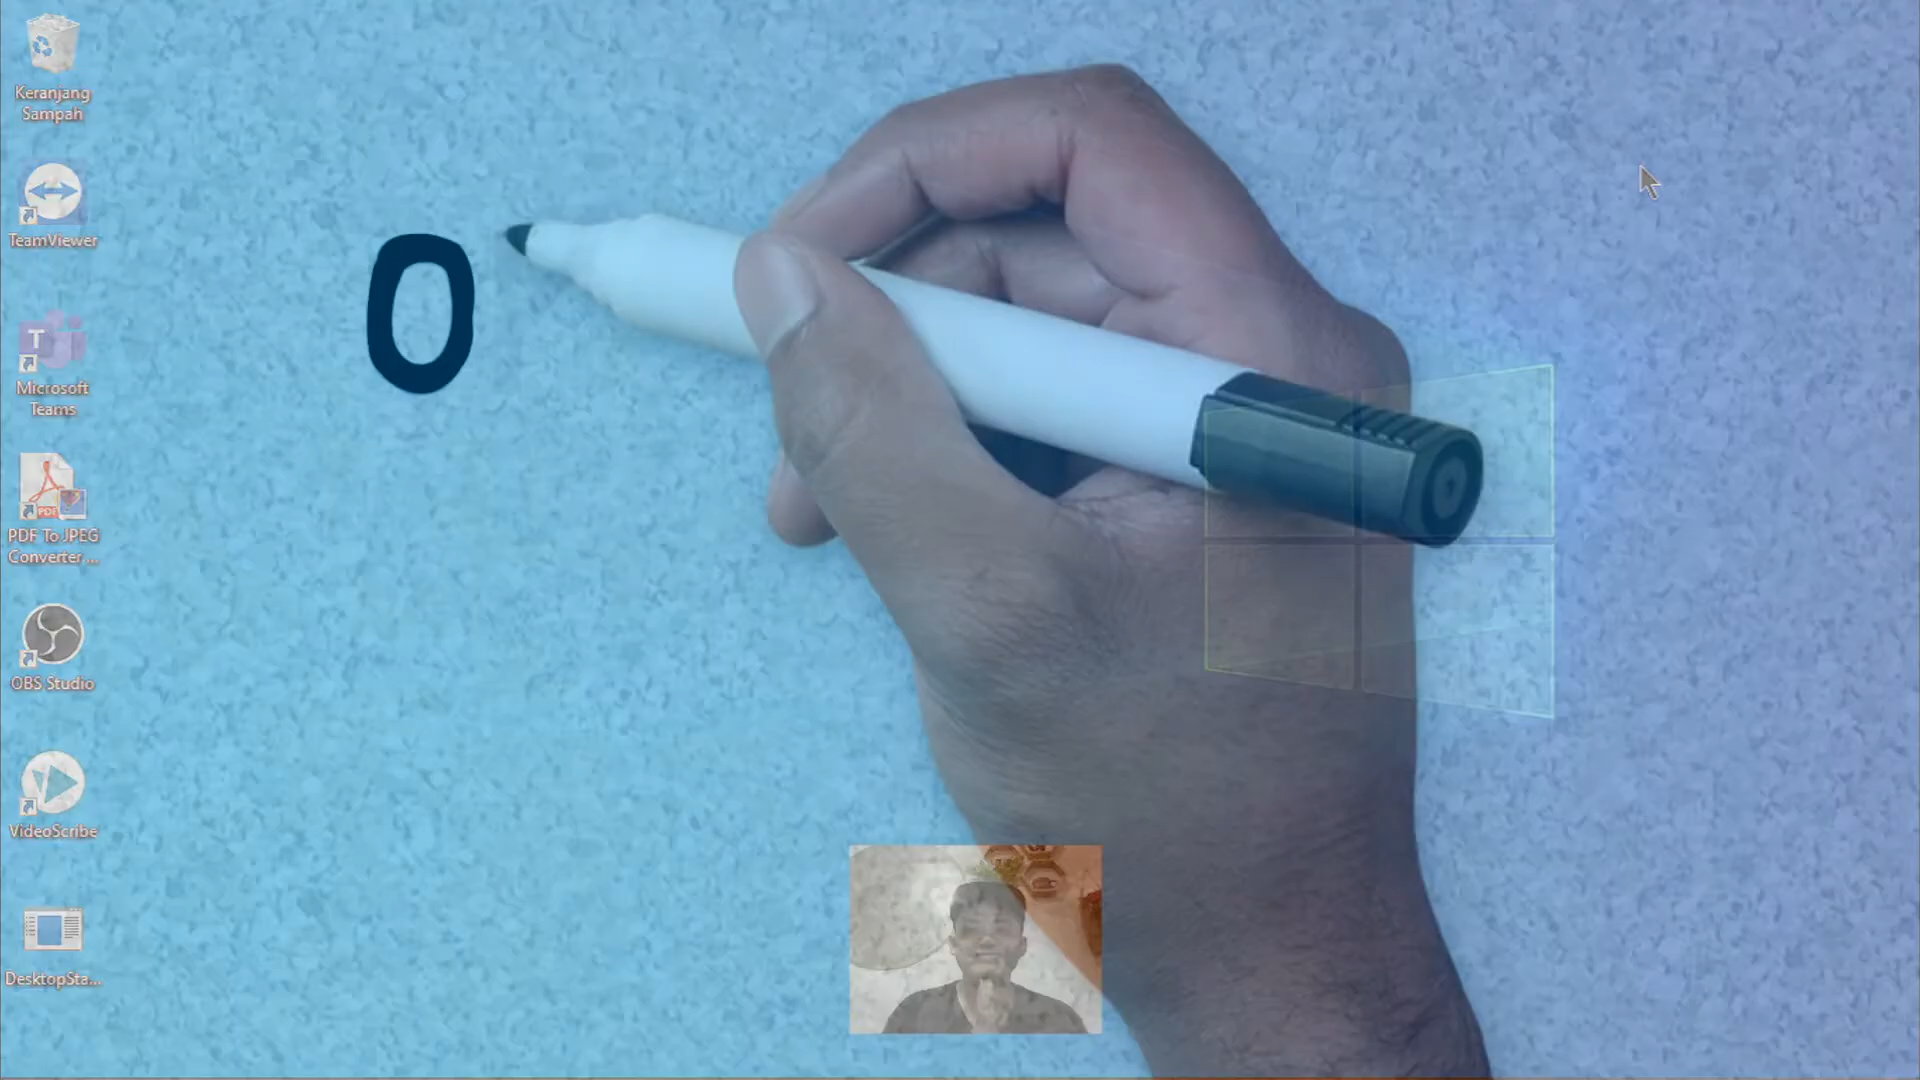 Keranjang
Sampah
TeamViewer
Microsoft
Teams
PDF To JPEG
Converter ...
OBS Studio
VideoScribe
DesktopSta...
0